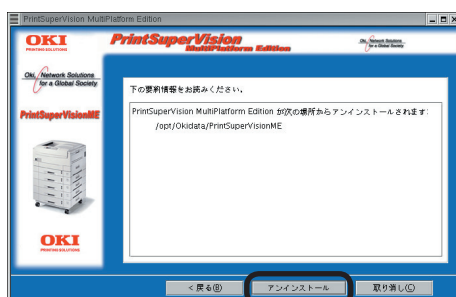 PrintSuperVision MultiPlatform Edition
OKI
PRINTING SOLUTIONS
PrintSuperVision
MultiPlatform Edition
Oki, Network Solutions
for a Global Society
Oki, Network Solutions
for a Global Society
PrintSuperVisionME
OKI
PRINTING SOLUTIONS
下の要約情報をお読みください。
PrintSuperVision MultiPlatform Edition が次の場所からアンインストールされます:
/opt/Okidata/PrintSuperVisionME
< 戻る(B)
アンインストール
取り消し(C)